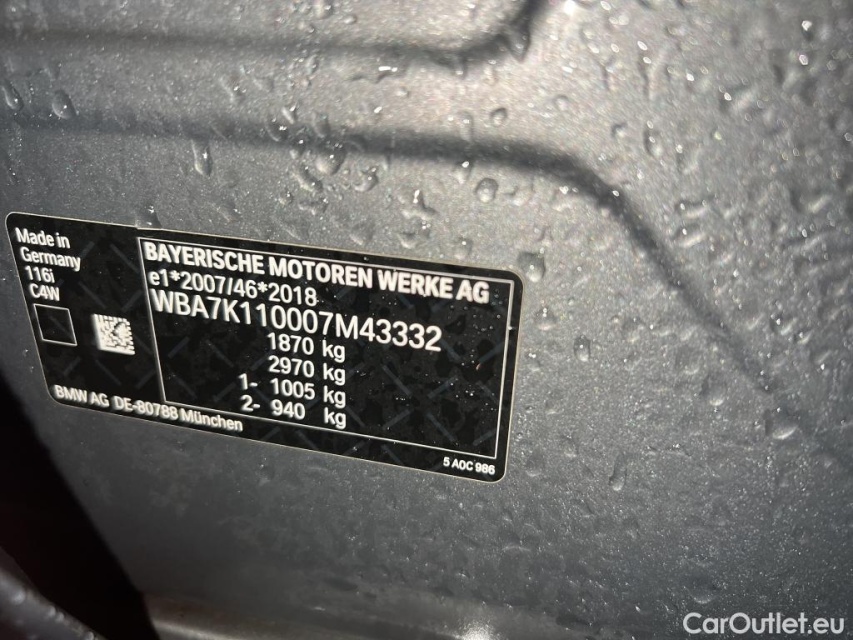 Made in
Germany
116i
C4W
BAYERISCHE MOTOREN WERKE AG
e1*2007/46*2018
WBA7K110007M43332
1870 kg
2970 kg
1- 1005 kg
2- 940 kg
BMW AG DE-80788 München
5 A0C 986
CarOutlet.eu